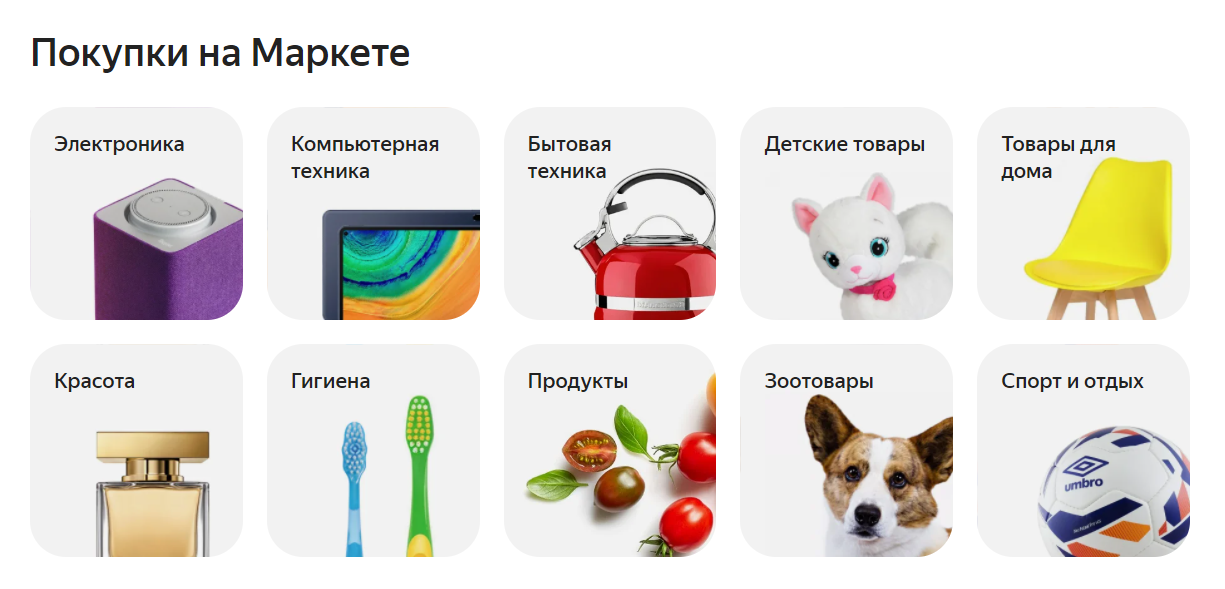 Покупки на Маркете
Электроника
Компьютерная
техника
Бытовая
техника
Детские товары
Товары для
дома
Красота
Гигиена
Продукты
Зоотовары
Спорт и отдых
umbro